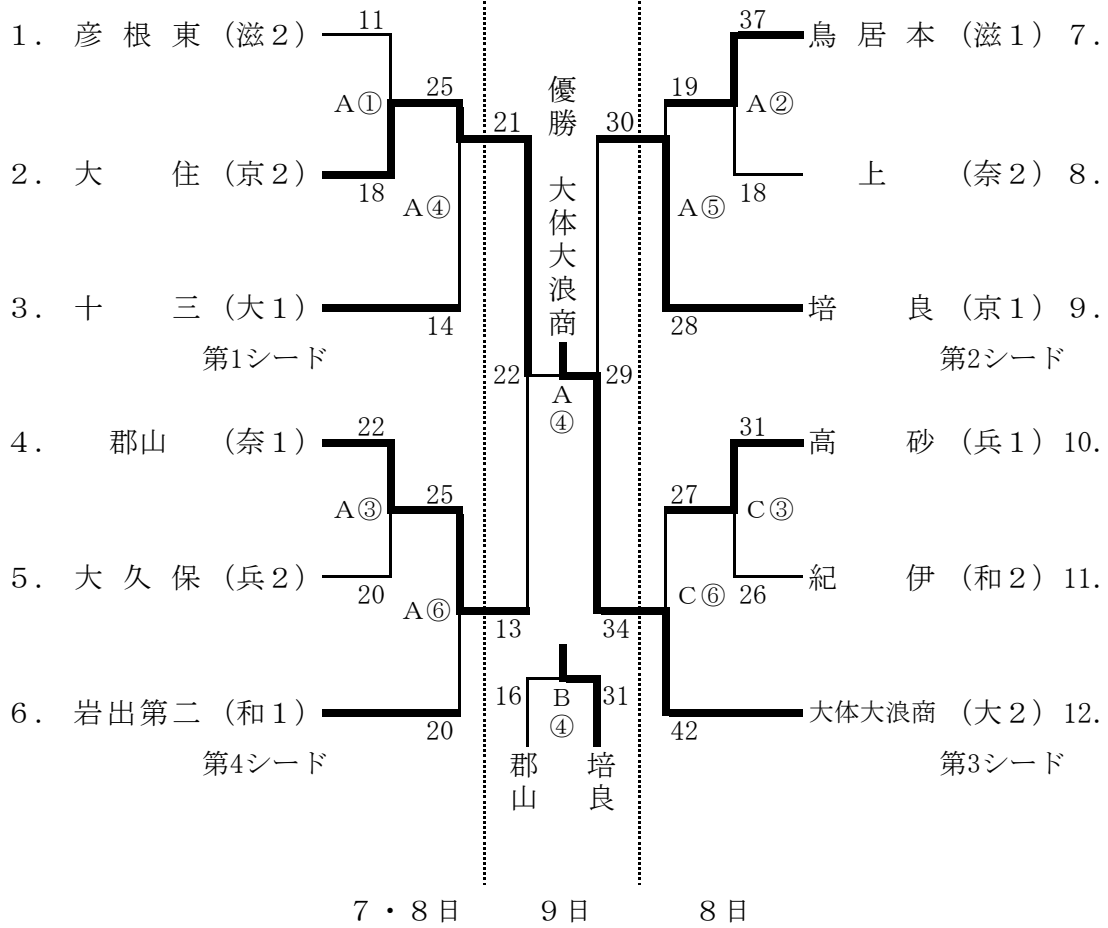 11
37
1. 彦根東(滋2)
鳥居本(滋1) 7.
25
19
A①
A②
21
30
優勝 大体大浪商
2. 大住(京2)
18
上(奈2) 8.
18
A④
A⑤
3. 十三(大1)
14
培良(京1) 9.
28
第1シード
第2シード
22
29
A
④
4. 郡山(奈1)
22
高砂(兵1) 10.
31
25
27
A③
C③
5. 大久保(兵2)
20
紀伊(和2) 11.
26
A⑥
C⑥
13
34
16
B
④
31
6. 岩出第二(和1)
20
大体大浪商(大2) 12.
42
第4シード
第3シード
郡山
培良
7・8日
9日
8日